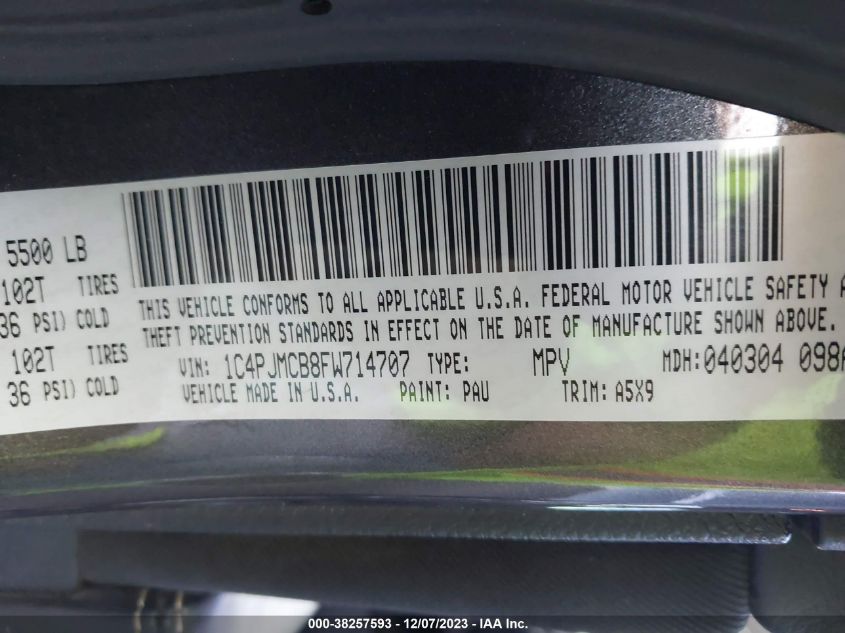 5500 LB
102T TIRES
36 PSI) COLD
102T TIRES
36 PSI) COLD
THIS VEHICLE CONFORMS TO ALL APPLICABLE U.S.A. FEDERAL MOTOR VEHICLE SAFETY
THEFT PREVENTION STANDARDS IN EFFECT ON THE DATE OF MANUFACTURE SHOWN ABOVE.
VIN: 1C4PJMCB8FW714707 TYPE: MPV MDH:040304 098A
VEHICLE MADE IN U.S.A. PAINT: PAU TRIM: A5X9
000-38257593 - 12/07/2023 - IAA Inc.